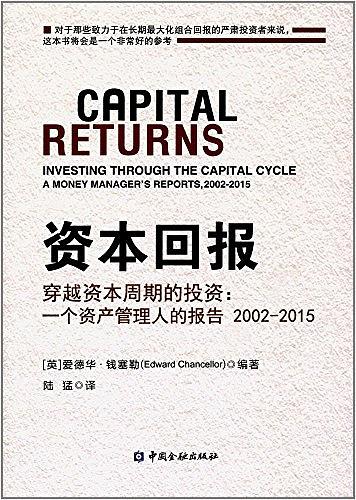 ■ 对于那些致力于在长期最大化组合回报的严肃投资者来说，
这本书将会是一个非常好的参考
CAPITAL
RETURNS
INVESTING THROUGH THE CAPITAL CYCLE
A MONEY MANAGER'S REPORTS,2002-2015
资本回报
穿越资本周期的投资：
一个资产管理人的报告 2002-2015
[英]爱德华·钱塞勒(Edward Chancellor)◎编著
陆 猛◎译
中国金融出版社